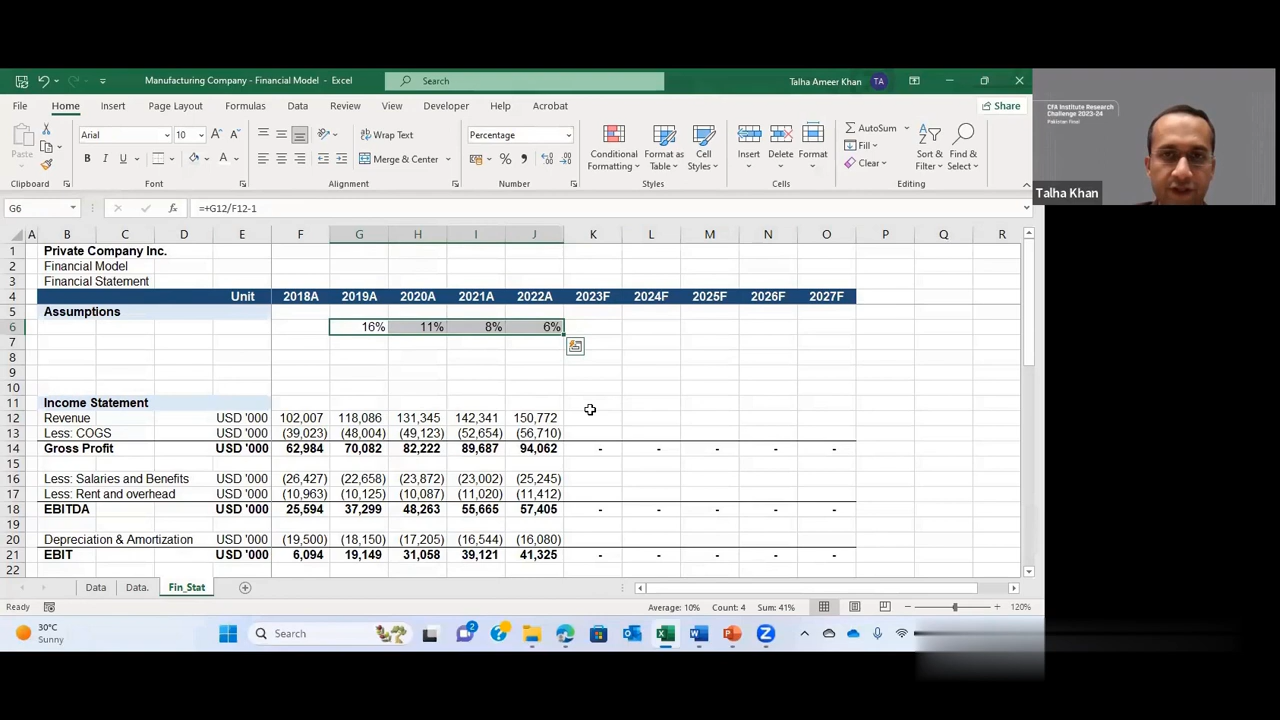 Manufacturing Company - Financial Model - Excel
Search
Talha Ameer Khan
TA
File Home Insert Page Layout Formulas Data Review View Developer Help Acrobat
Share
CFA Institute Research
Challenge 2023-24
Pakistan Final
Talha Khan
Paste
Arial 10
B I U
Wrap Text
Merge & Center
Percentage
Conditional Formatting
Format as Table
Cell Styles
Insert Delete Format
AutoSum
Fill
Clear
Sort & Filter
Find & Select
Clipboard Font Alignment Number Styles Cells Editing
G6 fx =+G12/F12-1
A B C D E F G H I J K L M N O P Q R
1 Private Company Inc.
2 Financial Model
3 Financial Statement
4 Unit 2018A 2019A 2020A 2021A 2022A 2023F 2024F 2025F 2026F 2027F
5 Assumptions
6 16% 11% 8% 6%
7
8
9
10
11 Income Statement
12 Revenue USD '000 102,007 118,086 131,345 142,341 150,772
13 Less: COGS USD '000 (39,023) (48,004) (49,123) (52,654) (56,710)
14 Gross Profit USD '000 62,984 70,082 82,222 89,687 94,062 - - - - -
15
16 Less: Salaries and Benefits USD '000 (26,427) (22,658) (23,872) (23,002) (25,245)
17 Less: Rent and overhead USD '000 (10,963) (10,125) (10,087) (11,020) (11,412)
18 EBITDA USD '000 25,594 37,299 48,263 55,665 57,405 - - - - -
19
20 Depreciation & Amortization USD '000 (19,500) (18,150) (17,205) (16,544) (16,080)
21 EBIT USD '000 6,094 19,149 31,058 39,121 41,325 - - - - -
22
Data Data. Fin_Stat
Ready Average: 10% Count: 4 Sum: 41% 120%
30°C
Sunny
Search
2